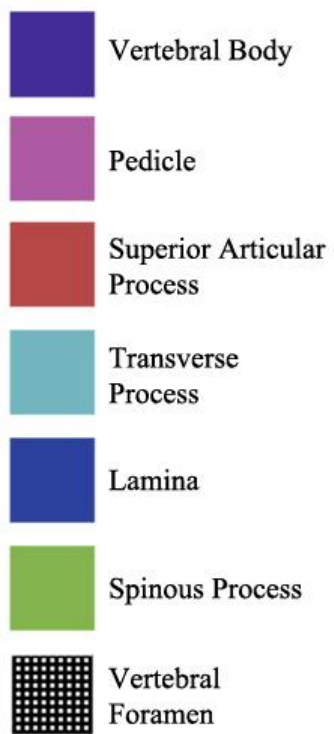 Vertebral Body
Pedicle
Superior Articular
Process
Transverse
Process
Lamina
Spinous Process
Vertebral
Foramen